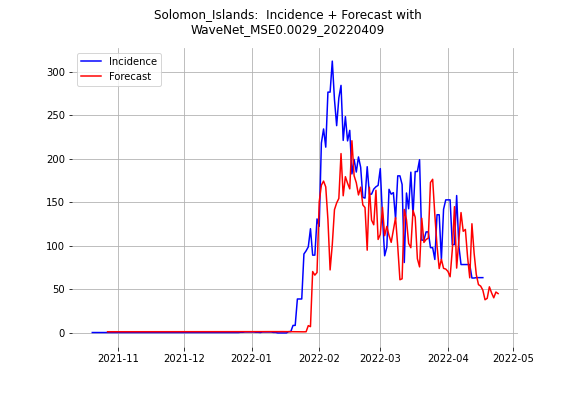 Solomon_Islands:  Incidence + Forecast with
WaveNet_MSE0.0029_20220409
Incidence
Forecast
300
250
200
150
100
50
0
2021-11 2021-12 2022-01 2022-02 2022-03 2022-04 2022-05